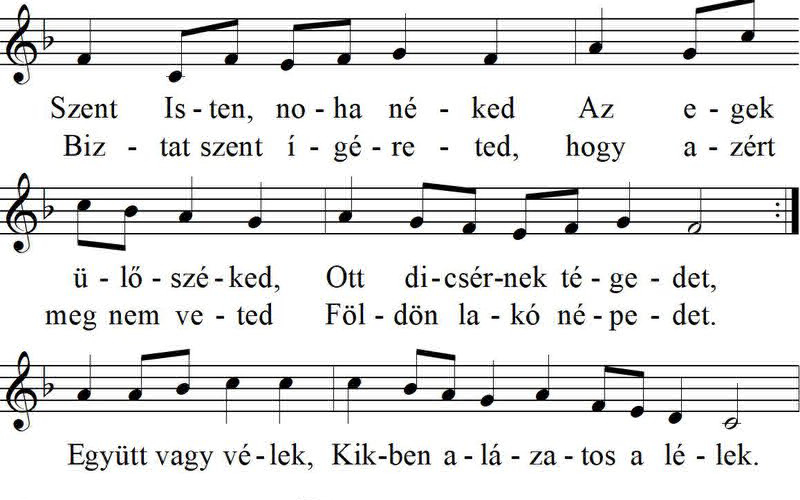 Szent Is - ten, no - ha né - ked Az e - gek
Biz - tat szent í - gé - re - ted, hogy a - zért
ü - lő - szé - ked, Ott di - csér - nek té - ge - det,
meg nem ve - ted Föl - dön la - kó né - pe - det.
Együtt vagy vé - lek, Kik - ben a - lá - za - tos a lé - lek.